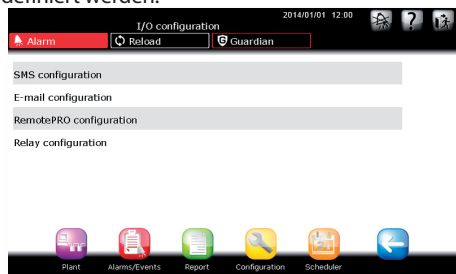 definiert werden.
2014/01/01 12:00
I/O configuration
?
Alarm Reload Guardian
SMS configuration
E-mail configuration
RemotePRO configuration
Relay configuration
Plant Alarms/Events Report Configuration Scheduler